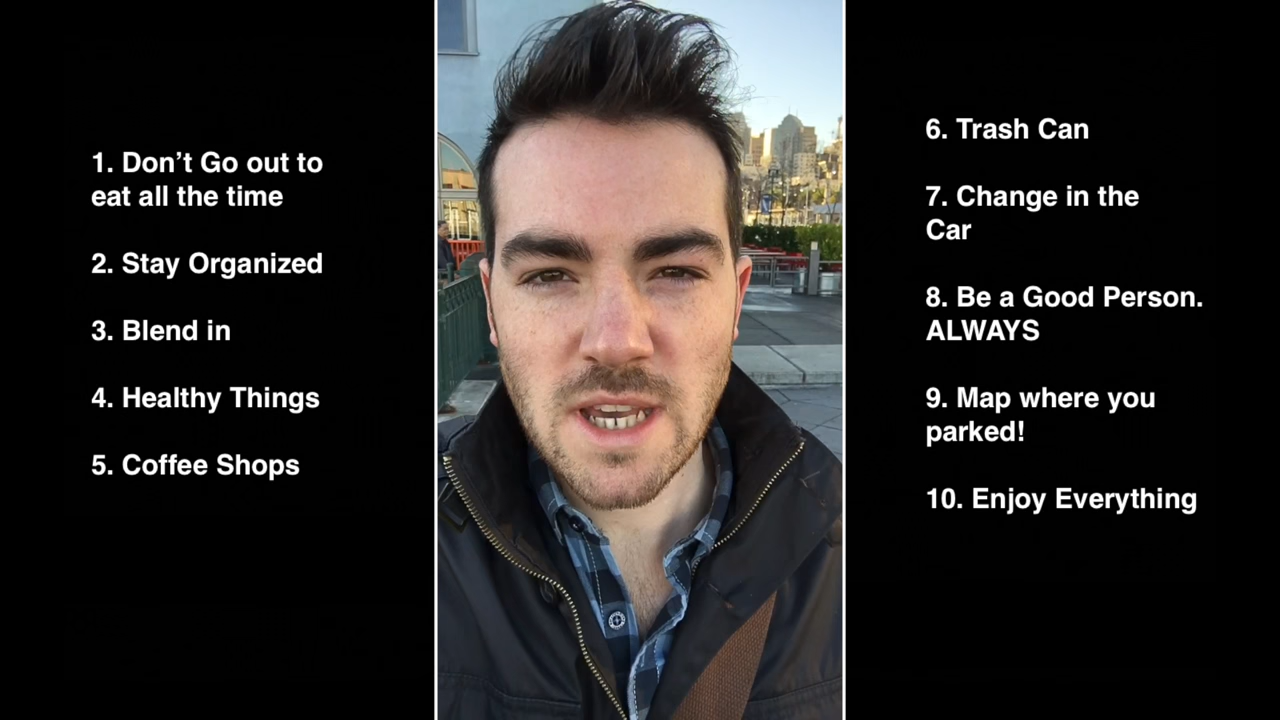 1. Don’t Go out to
eat all the time
2. Stay Organized
3. Blend in
4. Healthy Things
5. Coffee Shops
6. Trash Can
7. Change in the
Car
8. Be a Good Person.
ALWAYS
9. Map where you
parked!
10. Enjoy Everything